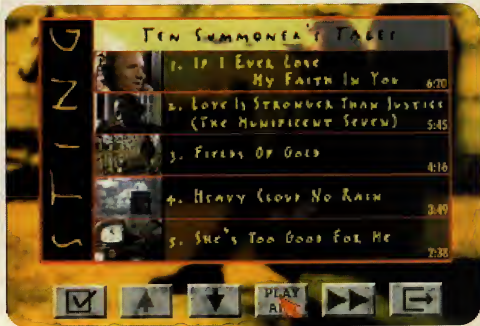 STING
TEN SUMMONER'S TALES
1. IF I EVER LOSE
MY FAITH IN YOU 6:20
2. LOVE IS STRONGER THAN JUSTICE
(THE MUNIFICENT SEVEN) 5:45
3. FIELDS OF GOLD 4:16
4. HEAVY CLOUD NO RAIN 3:49
5. SHE'S TOO GOOD FOR ME 2:38
PLAY
ALL